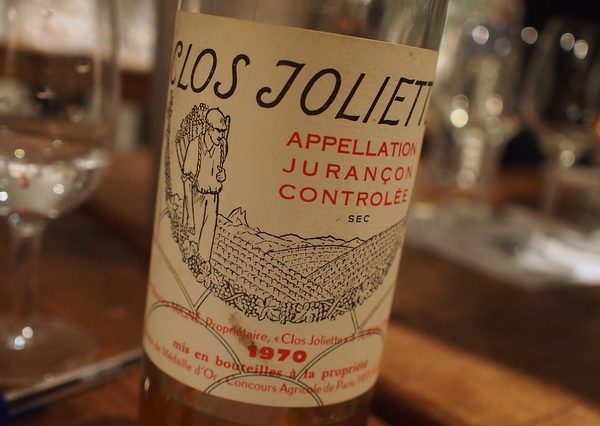 CLOS JOLIETT
APPELLATION
JURANÇON
CONTROLÉE
SEC
Propriétaire, « Clos Joliette »
1970
mis en bouteilles à la propriété
de Médaille d'Or, Concours Agricole de Paris